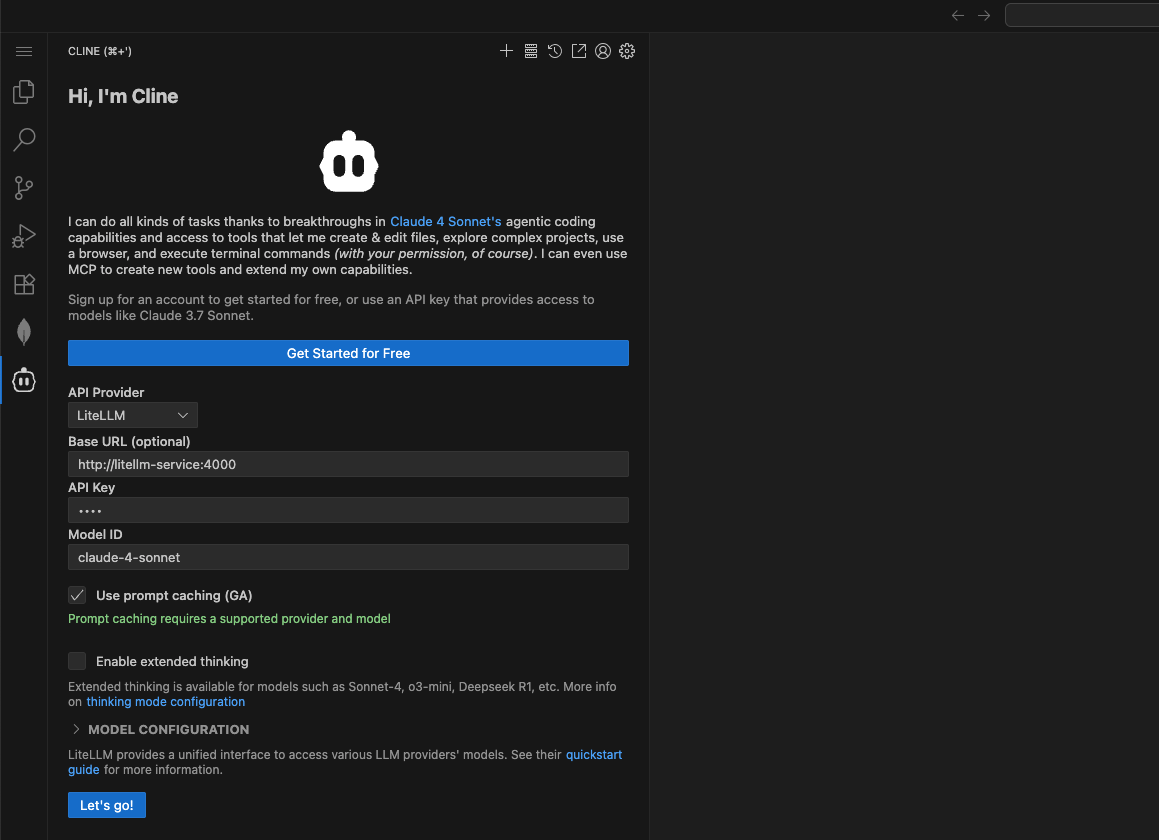 CLINE (⌘+')
Hi, I'm Cline
I can do all kinds of tasks thanks to breakthroughs in Claude 4 Sonnet's agentic coding
capabilities and access to tools that let me create & edit files, explore complex projects, use
a browser, and execute terminal commands (with your permission, of course). I can even use
MCP to create new tools and extend my own capabilities.
Sign up for an account to get started for free, or use an API key that provides access to
models like Claude 3.7 Sonnet.
Get Started for Free
API Provider
LiteLLM
Base URL (optional)
http://litellm-service:4000
API Key
••••
Model ID
claude-4-sonnet
Use prompt caching (GA)
Prompt caching requires a supported provider and model
Enable extended thinking
Extended thinking is available for models such as Sonnet-4, o3-mini, Deepseek R1, etc. More info
on thinking mode configuration
MODEL CONFIGURATION
LiteLLM provides a unified interface to access various LLM providers' models. See their quickstart
guide for more information.
Let's go!